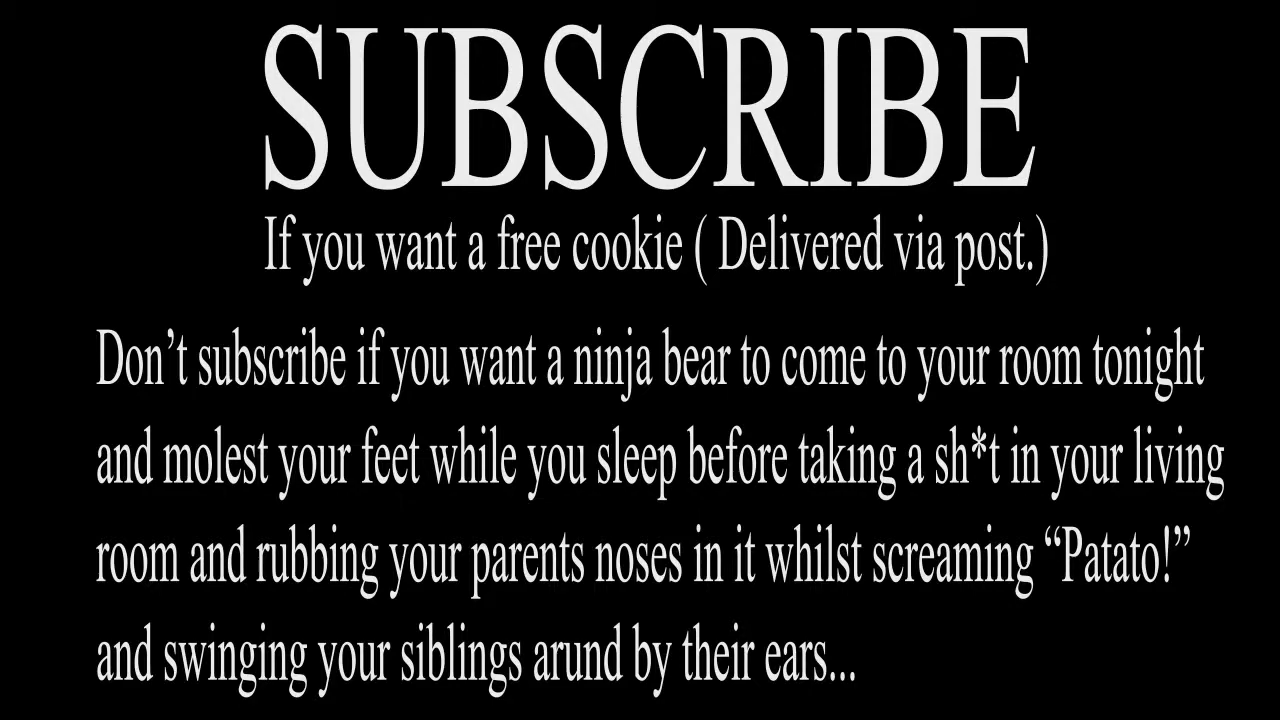 SUBSCRIBE
If you want a free cookie ( Delivered via post.)
Don’t subscribe if you want a ninja bear to come to your room tonight
and molest your feet while you sleep before taking a sh*t in your living
room and rubbing your parents noses in it whilst screaming “Patato!”
and swinging your siblings arund by their ears...